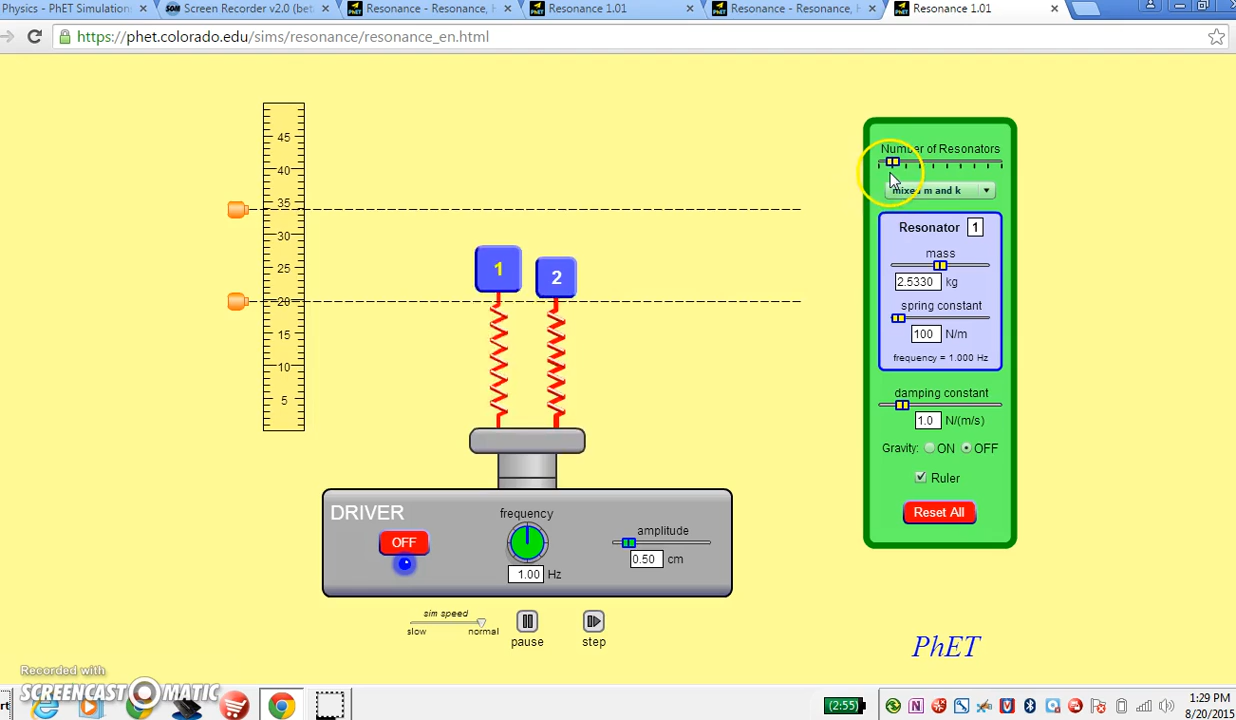 Physics - PhET Simulation
Screen Recorder v2.0 (bet
Resonance - Resonance,
Resonance 1.01
Resonance - Resonance,
Resonance 1.01
https://phet.colorado.edu/sims/resonance/resonance_en.html
45
40
35
30
25
20
15
10
5
1
2
Number of Resonators
mixed m and k
Resonator 1
mass
2.5330 kg
spring constant
100 N/m
frequency = 1.000 Hz
damping constant
1.0 N/(m/s)
Gravity: ON OFF
Ruler
Reset All
DRIVER
OFF
frequency
1.00 Hz
amplitude
0.50 cm
sim speed
slow normal
pause
step
PhET
Recorded with
SCREENCAST-O-MATIC
rt
(2:55)
1:29 PM
8/20/2015